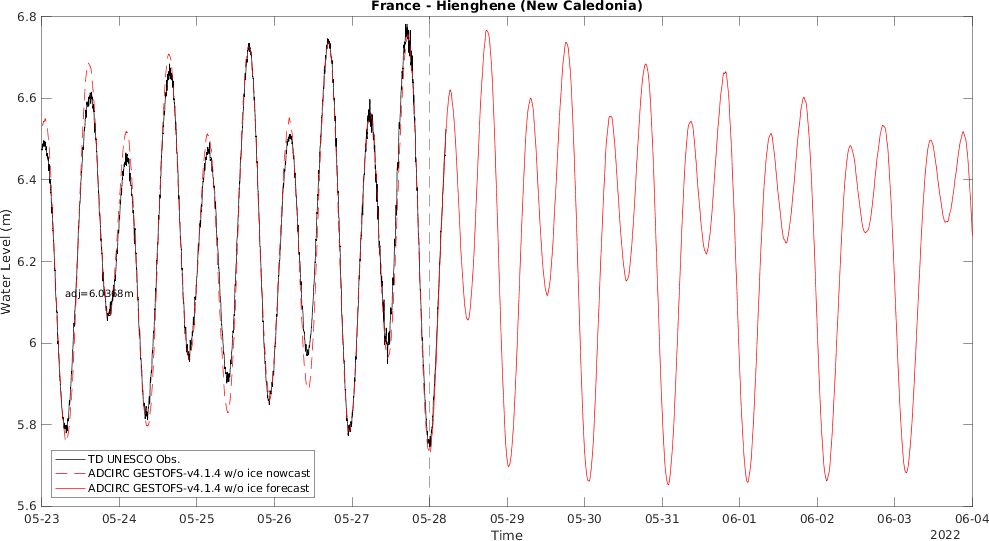 France - Hienghene (New Caledonia)
Water Level (m)
6.8
6.6
6.4
6.2
6
5.8
5.6
adj=6.0368m
TD UNESCO Obs.
ADCIRC GESTOFS-v4.1.4 w/o ice nowcast
ADCIRC GESTOFS-v4.1.4 w/o ice forecast
05-23 05-24 05-25 05-26 05-27 05-28 05-29 05-30 05-31 06-01 06-02 06-03 06-04
Time
2022